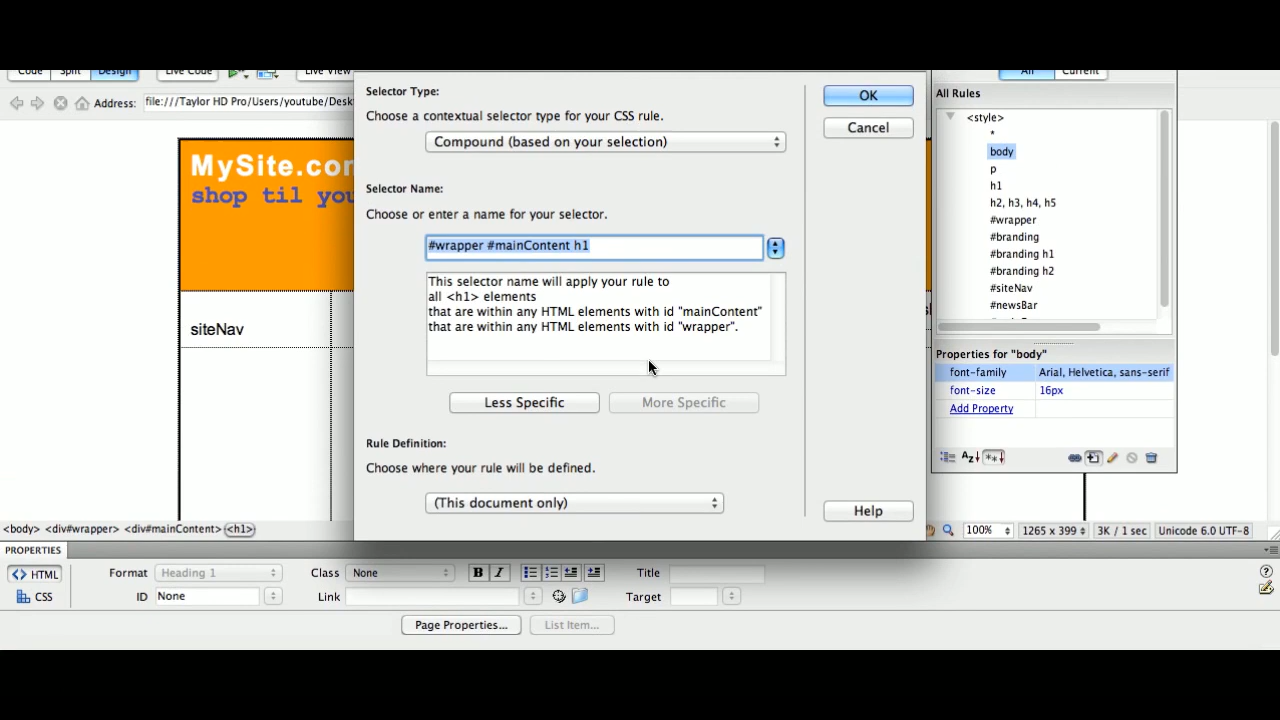 Code Split Design Live Code Live View
Address: file:///Taylor HD Pro/Users/youtube/Desk
MySite.com
shop til you
siteNav
Selector Type:
Choose a contextual selector type for your CSS rule.
Compound (based on your selection)
Selector Name:
Choose or enter a name for your selector.
#wrapper #mainContent h1
This selector name will apply your rule to
all <h1> elements
that are within any HTML elements with id "mainContent"
that are within any HTML elements with id "wrapper".
Less Specific More Specific
Rule Definition:
Choose where your rule will be defined.
(This document only)
OK
Cancel
Help
All Current
All Rules
<style>
*
body
p
h1
h2, h3, h4, h5
#wrapper
#branding
#branding h1
#branding h2
#siteNav
#newsBar
Properties for "body"
font-family Arial, Helvetica, sans-serif
font-size 16px
Add Property
<body> <div#wrapper> <div#mainContent> <h1>
100% 1265 x 399 3K / 1 sec Unicode 6.0 UTF-8
PROPERTIES
<> HTML Format Heading 1 Class None B I Title
CSS ID None Link Target
Page Properties... List Item...